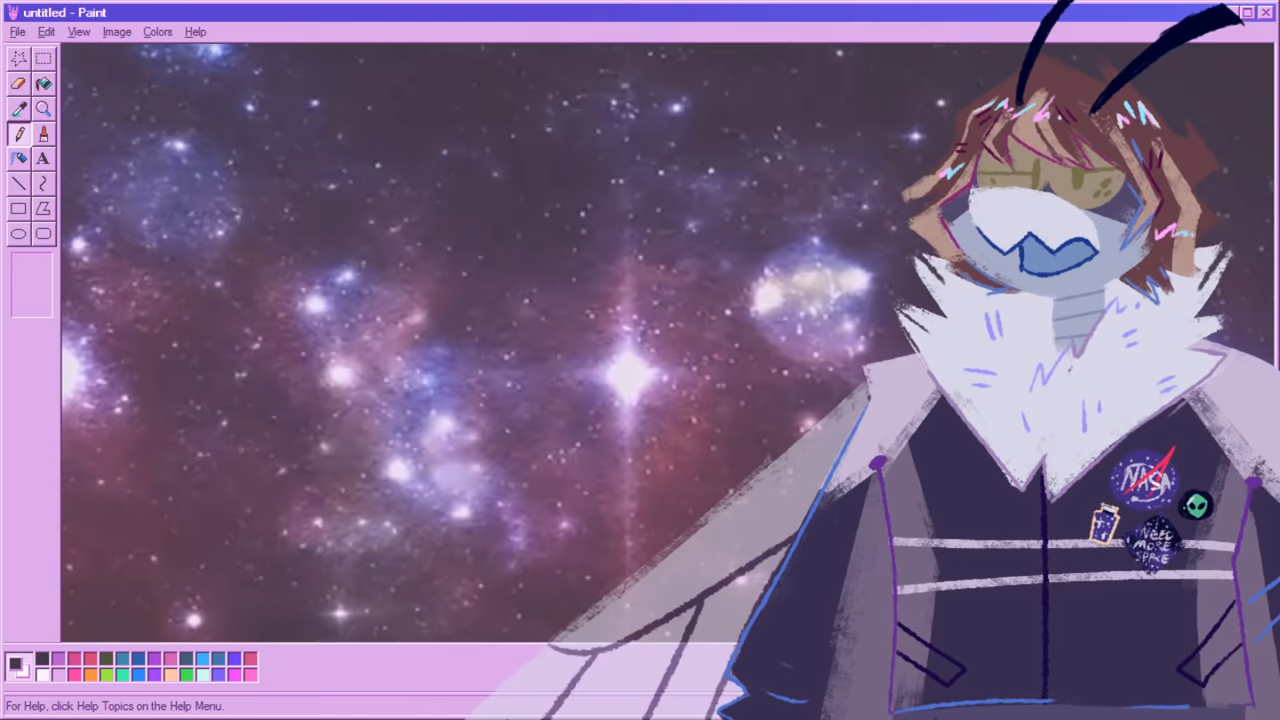 untitled - Paint
File Edit View Image Colors Help
A
NASA
NEED
MORE
SPACE
For Help, click Help Topics on the Help Menu.